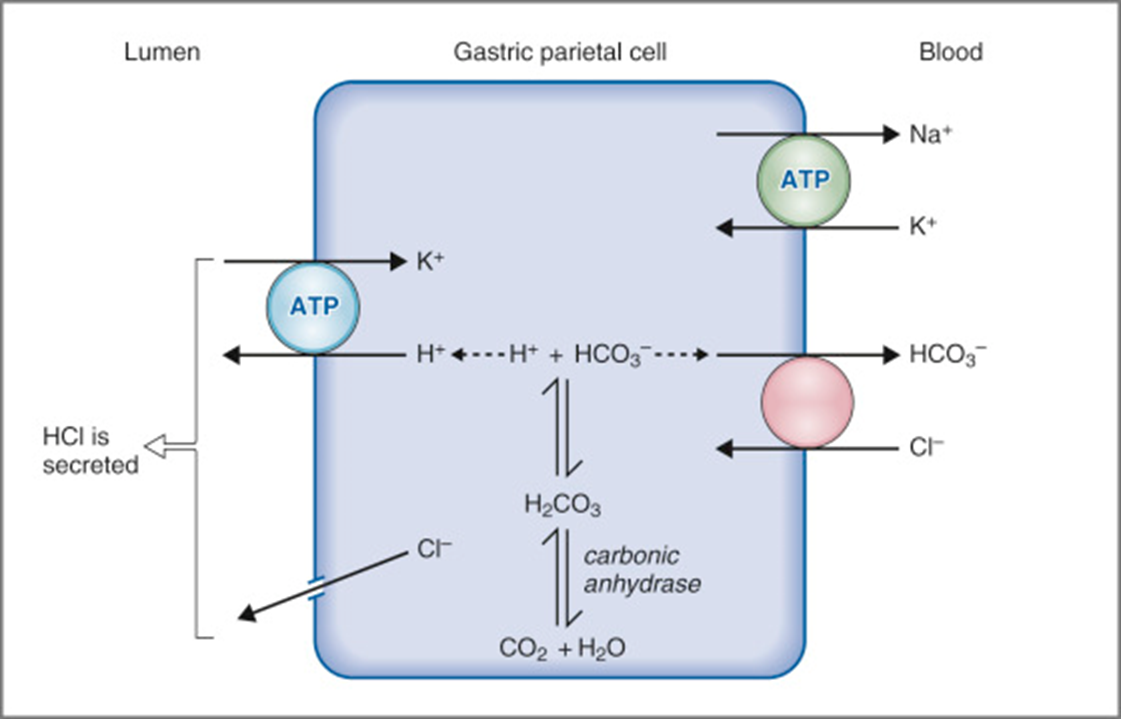 Lumen
Gastric parietal cell
Blood
Na⁺
ATP
K⁺
K⁺
ATP
H⁺ H⁺ + HCO₃⁻ HCO₃⁻
HCl is
secreted
Cl⁻
H₂CO₃
Cl⁻
carbonic
anhydrase
CO₂ + H₂O